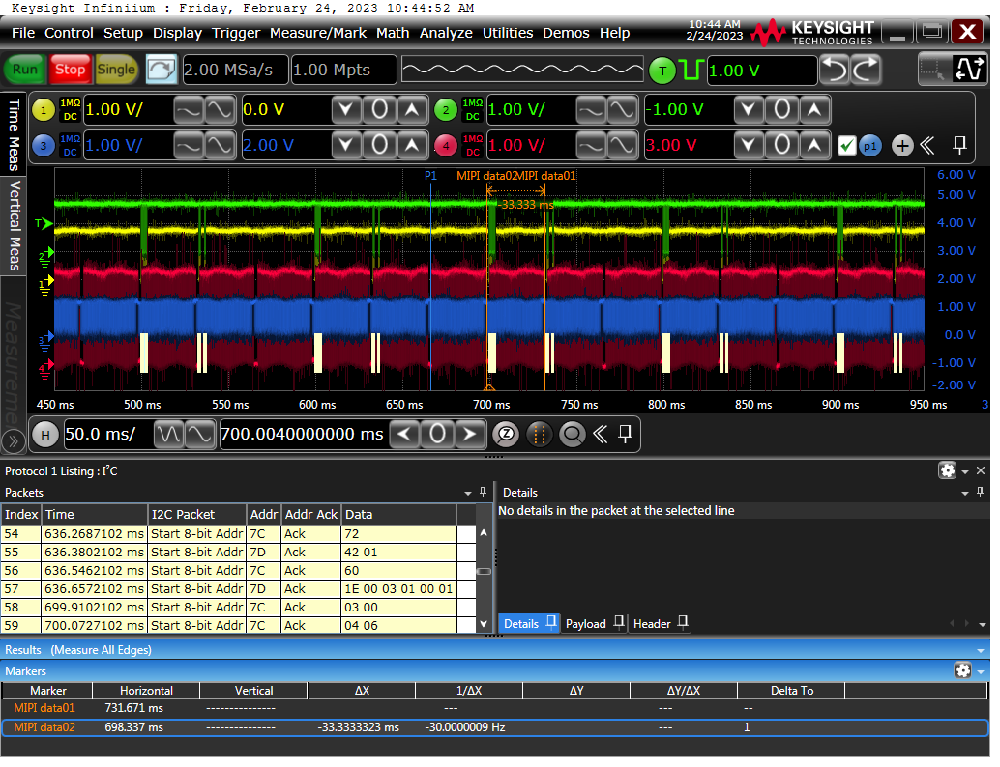 Keysight Infiniium : Friday, February 24, 2023 10:44:52 AM
File Control Setup Display Trigger Measure/Mark Math Analyze Utilities Demos Help
10:44 AM
2/24/2023
KEYSIGHT
TECHNOLOGIES
Run Stop Single 2.00 MSa/s 1.00 Mpts T 1.00 V
1 1MΩ DC 1.00 V/ 0.0 V 2 1MΩ DC 1.00 V/ -1.00 V
3 1MΩ DC 1.00 V/ 2.00 V 4 1MΩ DC 1.00 V/ 3.00 V p1
Time Meas
Vertical Meas
Measureme
P1 MIPI data02 MIPI data01
-33.333 ms
6.00 V
5.00 V
4.00 V
3.00 V
2.00 V
1.00 V
0.0 V
-1.00 V
-2.00 V
450 ms 500 ms 550 ms 600 ms 650 ms 700 ms 750 ms 800 ms 850 ms 900 ms 950 ms 3
H 50.0 ms/ 700.0040000000 ms
Protocol 1 Listing : I²C
Packets
Index Time I2C Packet Addr Addr Ack Data
54 636.2687102 ms Start 8-bit Addr 7C Ack 72
55 636.3802102 ms Start 8-bit Addr 7D Ack 42 01
56 636.5462102 ms Start 8-bit Addr 7C Ack 60
57 636.6572102 ms Start 8-bit Addr 7D Ack 1E 00 03 01 00 01
58 699.9102102 ms Start 8-bit Addr 7C Ack 03 00
59 700.0727102 ms Start 8-bit Addr 7C Ack 04 06
Details
No details in the packet at the selected line
Details Payload Header
Results (Measure All Edges)
Markers
Marker Horizontal Vertical ΔX 1/ΔX ΔY ΔY/ΔX Delta To
MIPI data01 731.671 ms --------------- --- --- --
MIPI data02 698.337 ms --------------- -33.3333323 ms -30.0000009 Hz --- 1